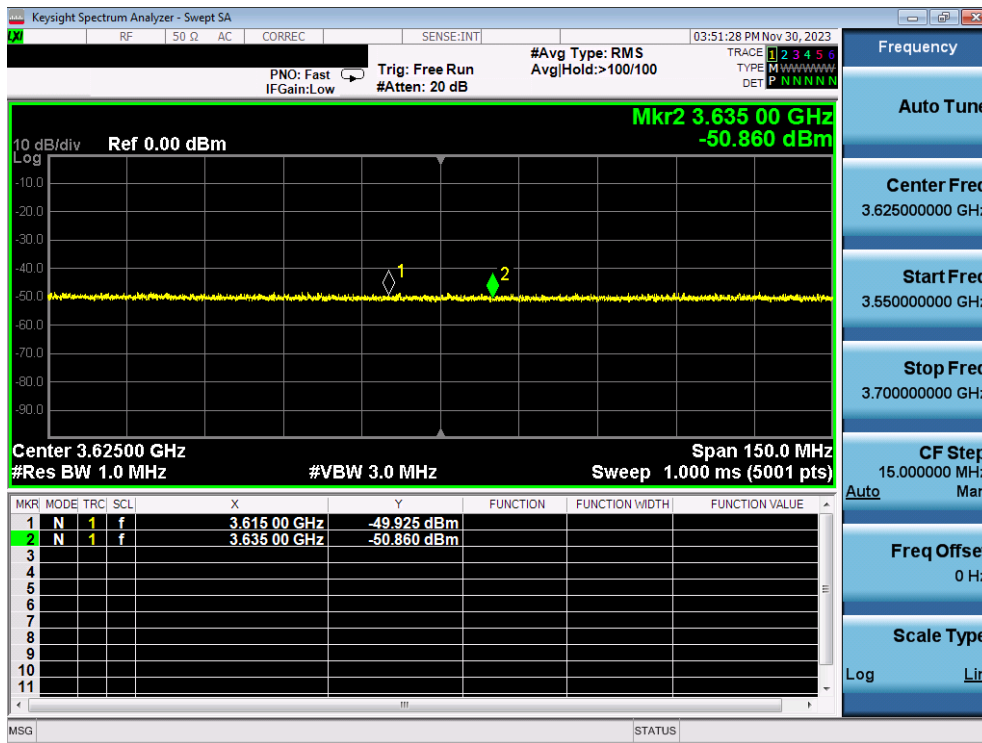 Keysight Spectrum Analyzer - Swept SA
LXI RF 50 Ω AC CORREC SENSE:INT 03:51:28 PM Nov 30, 2023
PNO: Fast
IFGain:Low
Trig: Free Run
#Atten: 20 dB
#Avg Type: RMS
Avg|Hold:>100/100
TRACE 1 2 3 4 5 6
TYPE M W W W W W
DET P N N N N N
Mkr2 3.635 00 GHz
-50.860 dBm
10 dB/div Ref 0.00 dBm
Log
-10.0
-20.0
-30.0
-40.0
-50.0
-60.0
-70.0
-80.0
-90.0
1
2
Center 3.62500 GHz Span 150.0 MHz
#Res BW 1.0 MHz #VBW 3.0 MHz Sweep 1.000 ms (5001 pts)
MKR MODE TRC SCL X Y FUNCTION FUNCTION WIDTH FUNCTION VALUE
1 N 1 f 3.615 00 GHz -49.925 dBm
2 N 1 f 3.635 00 GHz -50.860 dBm
3
4
5
6
7
8
9
10
11
MSG STATUS
Frequency
Auto Tune
Center Freq
3.625000000 GHz
Start Freq
3.550000000 GHz
Stop Freq
3.700000000 GHz
CF Step
15.000000 MHz
Auto Man
Freq Offset
0 Hz
Scale Type
Log Lin